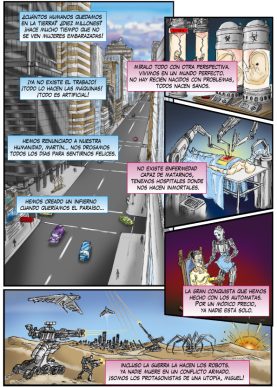 ¿CUÁNTOS HUMANOS QUEDAMOS
EN LA TIERRA? ¿DIEZ MILLONES?
¡HACE MUCHO TIEMPO QUE NO
SE VEN MUJERES EMBARAZADAS!
¡YA NO EXISTE EL TRABAJO!
¡TODO LO HACEN LAS MÁQUINAS!
¡TODO ES ARTIFICIAL!
HEMOS RENUNCIADO A NUESTRA
HUMANIDAD, MARTIAL... NOS DROGAMOS
TODOS LOS DÍAS PARA SENTIRNOS FELICES.
HEMOS CREADO UN INFIERNO
CUANDO QUERÍAMOS EL PARAÍSO...
MÍRALO TODO CON OTRA PERSPECTIVA.
VIVIMOS EN UN MUNDO PERFECTO.
NO HAY RECIÉN NACIDOS CON PROBLEMAS,
TODOS NACEN SANOS.
NO EXISTE ENFERMEDAD
CAPAZ DE MATARNOS,
TENEMOS HOSPITALES DONDE
NOS HACEN INMORTALES.
LA GRAN CONQUISTA QUE HEMOS
HECHO CON LOS AUTÓMATAS.
POR UN MÓDICO PRECIO,
YA NADIE ESTÁ SOLO.
INCLUSO LA GUERRA LA HACEN LOS ROBOTS.
YA NADIE MUERE EN UN CONFLICTO ARMADO.
¡SOMOS LOS PROTAGONISTAS DE UNA UTOPÍA, MIGUEL!